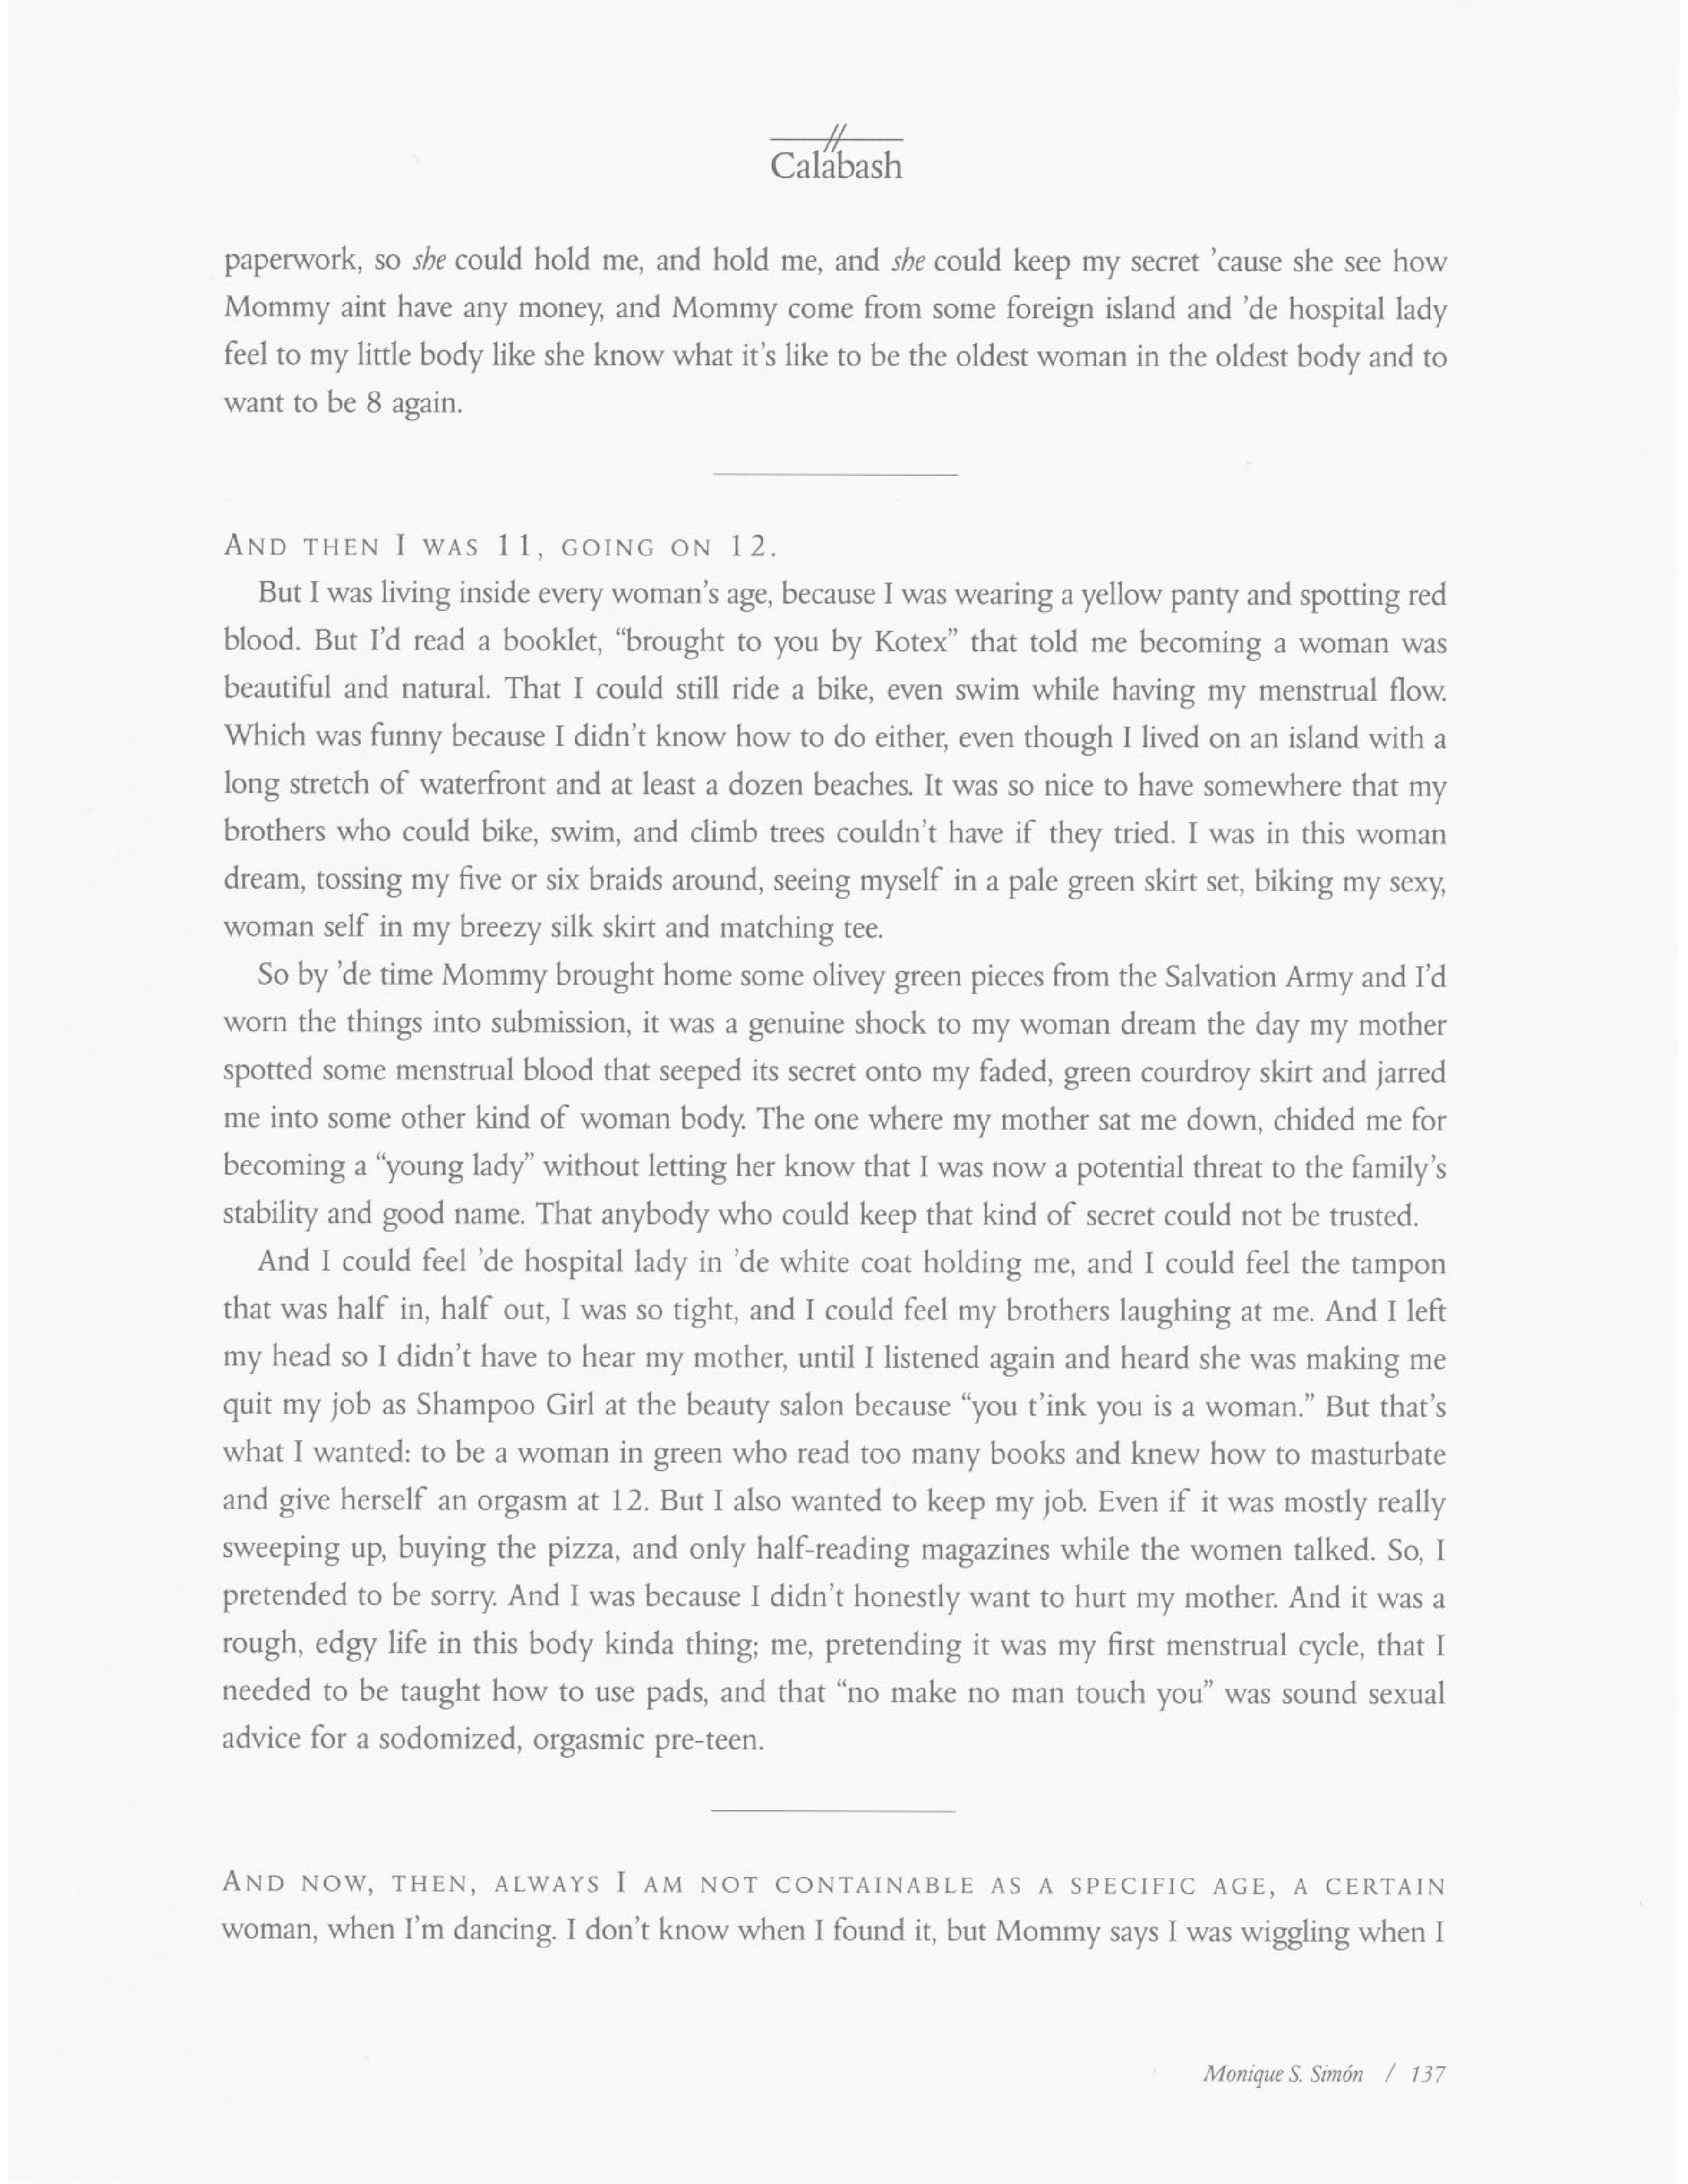 Calabash
paperwork, so she could hold me, and hold me, and she could keep my secret ’cause she see how
Mommy aint have any money, and Mommy come from some foreign island and ’de hospital lady
feel to my little body like she know what it’s like to be the oldest woman in the oldest body and to
want to be 8 again.
AND THEN I WAS 11, GOING ON 12.
But I was living inside every woman’s age, because I was wearing a yellow panty and spotting red
blood. But I’d read a booklet, “brought to you by Kotex” that told me becoming a woman was
beautiful and natural. That I could still ride a bike, even swim while having my menstrual flow.
Which was funny because I didn’t know how to do either, even though I lived on an island with a
long stretch of waterfront and at least a dozen beaches. It was so nice to have somewhere that my
brothers who could bike, swim, and climb trees couldn’t have if they tried. I was in this woman
dream, tossing my five or six braids around, seeing myself in a pale green skirt set, biking my sexy,
woman self in my breezy silk skirt and matching tee.
So by ’de time Mommy brought home some olivey green pieces from the Salvation Army and I’d
worn the things into submission, it was a genuine shock to my woman dream the day my mother
spotted some menstrual blood that seeped its secret onto my faded, green courdroy skirt and jarred
me into some other kind of woman body. The one where my mother sat me down, chided me for
becoming a “young lady” without letting her know that I was now a potential threat to the family’s
stability and good name. That anybody who could keep that kind of secret could not be trusted.
And I could feel ’de hospital lady in ’de white coat holding me, and I could feel the tampon
that was half in, half out, I was so tight, and I could feel my brothers laughing at me. And I left
my head so I didn’t have to hear my mother, until I listened again and heard she was making me
quit my job as Shampoo Girl at the beauty salon because “you t’ink you is a woman.” But that’s
what I wanted: to be a woman in green who read too many books and knew how to masturbate
and give herself an orgasm at 12. But I also wanted to keep my job. Even if it was mostly really
sweeping up, buying the pizza, and only half-reading magazines while the women talked. So, I
pretended to be sorry. And I was because I didn’t honestly want to hurt my mother. And it was a
rough, edgy life in this body kinda thing; me, pretending it was my first menstrual cycle, that I
needed to be taught how to use pads, and that “no make no man touch you” was sound sexual
advice for a sodomized, orgasmic pre-teen.
AND NOW, THEN, ALWAYS I AM NOT CONTAINABLE AS A SPECIFIC AGE, A CERTAIN
woman, when I’m dancing. I don’t know when I found it, but Mommy says I was wiggling when I
Monique S. Simón / 137